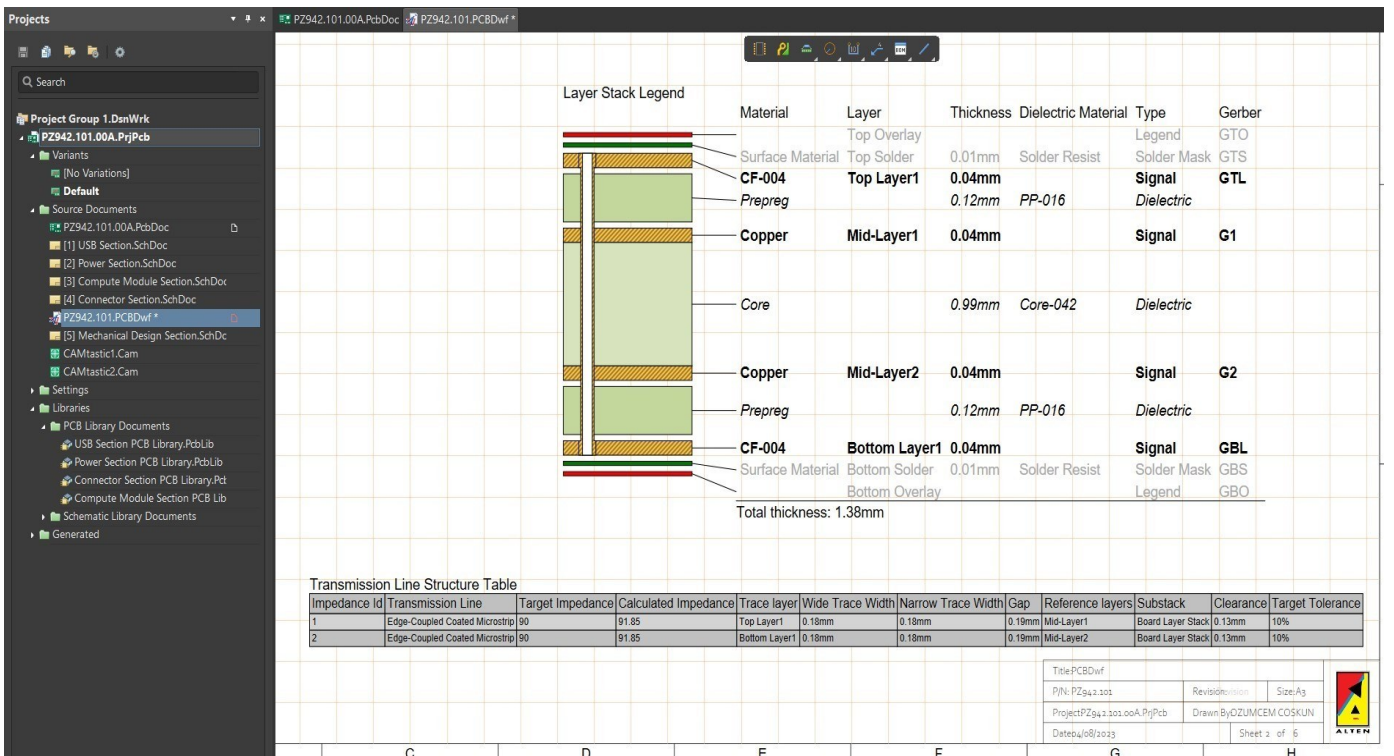 Projects
PZ942.101.00A.PcbDoc
PZ942.101.PCBDwf *
Search
Project Group 1.DsnWrk
PZ942.101.00A.PrjPcb
Variants
[No Variations]
Default
Source Documents
PZ942.101.00A.PcbDoc
[1] USB Section.SchDoc
[2] Power Section.SchDoc
[3] Compute Module Section.SchDoc
[4] Connector Section.SchDoc
PZ942.101.PCBDwf *
[5] Mechanical Design Section.SchDc
CAMtastic1.Cam
CAMtastic2.Cam
Settings
Libraries
PCB Library Documents
USB Section PCB Library.PcbLib
Power Section PCB Library.PcbLib
Connector Section PCB Library.Pcl
Compute Module Section PCB Lib
Schematic Library Documents
Generated
Layer Stack Legend
Material Layer Thickness Dielectric Material Type Gerber
Top Overlay Legend GTO
Surface Material Top Solder 0.01mm Solder Resist Solder Mask GTS
CF-004 Top Layer1 0.04mm Signal GTL
Prepreg 0.12mm PP-016 Dielectric
Copper Mid-Layer1 0.04mm Signal G1
Core 0.99mm Core-042 Dielectric
Copper Mid-Layer2 0.04mm Signal G2
Prepreg 0.12mm PP-016 Dielectric
CF-004 Bottom Layer1 0.04mm Signal GBL
Surface Material Bottom Solder 0.01mm Solder Resist Solder Mask GBS
Bottom Overlay Legend GBO
Total thickness: 1.38mm
Transmission Line Structure Table
Impedance Id Transmission Line Target Impedance Calculated Impedance Trace layer Wide Trace Width Narrow Trace Width Gap Reference layers Substack Clearance Target Tolerance
1 Edge-Coupled Coated Microstrip 90 91.85 Top Layer1 0.18mm 0.18mm 0.19mm Mid-Layer1 Board Layer Stack 0.13mm 10%
2 Edge-Coupled Coated Microstrip 90 91.85 Bottom Layer1 0.18mm 0.18mm 0.19mm Mid-Layer2 Board Layer Stack 0.13mm 10%
Title:PCBDwf
P/N: PZ942.101 Revision: Size:A3
ProjectPZ942.101.00A.PrjPcb Drawn By:OZUMCEM COSKUN
Date04/08/2023 Sheet 2 of 6
ALTEN
C D E F G H